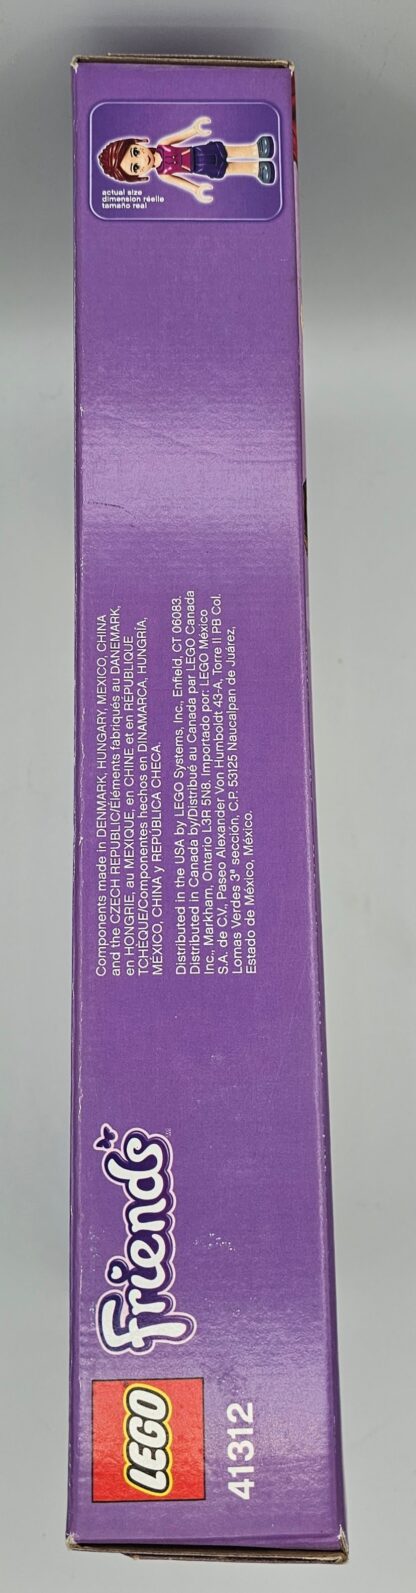 LEGO
Friends
TM
41312
Components made in DENMARK, HUNGARY, MEXICO, CHINA
and the CZECH REPUBLIC/Éléments fabriqués au DANEMARK,
en HONGRIE, au MEXIQUE, en CHINE et en RÉPUBLIQUE
TCHÈQUE/Componentes hechos en DINAMARCA, HUNGRÍA,
MÉXICO, CHINA y REPÚBLICA CHECA.
Distributed in the USA by LEGO Systems, Inc., Enfield, CT 06083.
Distributed in Canada by/Distribué au Canada par LEGO Canada
Inc., Markham, Ontario L3R 5N8. Importado por: LEGO México
S.A. de C.V., Paseo Alexander Von Humboldt 43-A, Torre II PB Col.
Lomas Verdes 3ª sección, C.P. 53125 Naucalpan de Juárez,
Estado de México, México.
actual size
dimension réelle
tamaño real